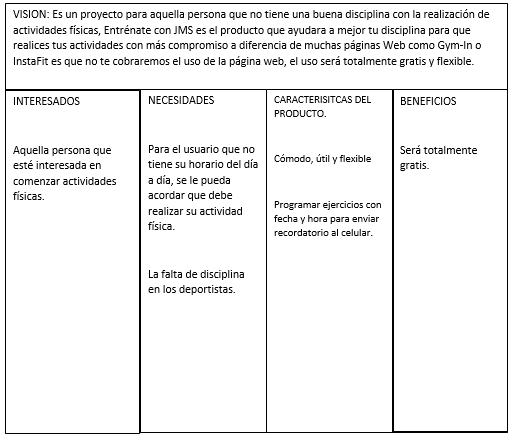 VISION: Es un proyecto para aquella persona que no tiene una buena disciplina con la realización de
actividades físicas, Entrénate con JMS es el producto que ayudara a mejor tu disciplina para que
realices tus actividades con más compromiso a diferencia de muchas páginas Web como Gym-In o
InstaFit es que no te cobraremos el uso de la página web, el uso será totalmente gratis y flexible.
INTERESADOS
Aquella persona que
esté interesada en
comenzar actividades
físicas.
NECESIDADES
Para el usuario que no
tiene su horario del día
a día, se le pueda
acordar que debe
realizar su actividad
física.
La falta de disciplina
en los deportistas.
CARACTERISITCAS DEL
PRODUCTO.
Cómodo, útil y flexible
Programar ejercicios con
fecha y hora para enviar
recordatorio al celular.
BENEFICIOS
Será totalmente
gratis.